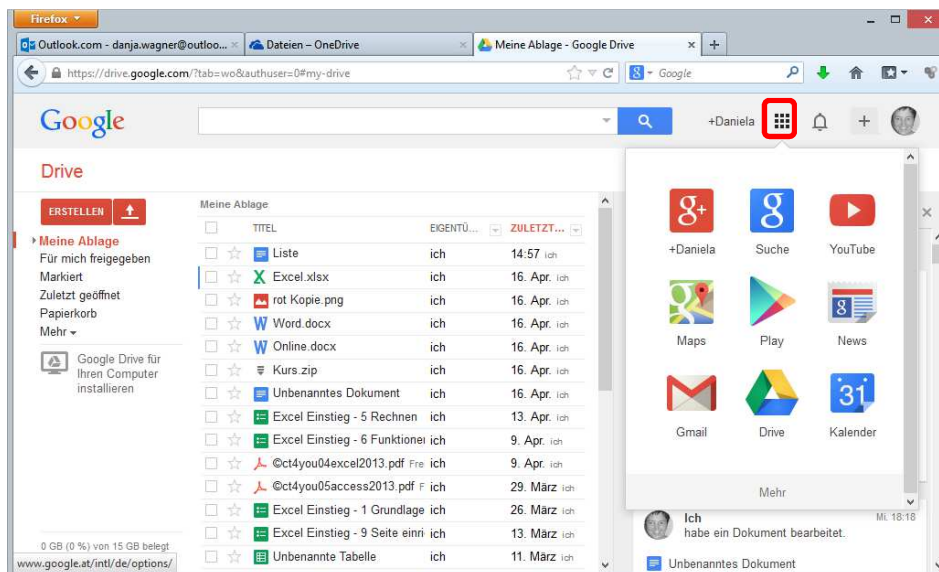 Firefox
Outlook.com - danja.wagner@outloo...
Dateien – OneDrive
Meine Ablage - Google Drive
https://drive.google.com/?tab=wo&authuser=0#my-drive
Google
Google
+Daniela
Drive
ERSTELLEN
Meine Ablage
Für mich freigegeben
Markiert
Zuletzt geöffnet
Papierkorb
Mehr
Google Drive für
Ihren Computer
installieren
0 GB (0 %) von 15 GB belegt
www.google.at/intl/de/options/
Meine Ablage
TITEL EIGENTÜ... ZULETZT...
Liste ich 14:57 ich
Excel.xlsx ich 16. Apr. ich
rot Kopie.png ich 16. Apr. ich
Word.docx ich 16. Apr. ich
Online.docx ich 16. Apr. ich
Kurs.zip ich 16. Apr. ich
Unbenanntes Dokument ich 16. Apr. ich
Excel Einstieg - 5 Rechnen ich 13. Apr. ich
Excel Einstieg - 6 Funktionen ich 9. Apr. ich
©ct4you04excel2013.pdf Fre ich 9. Apr. ich
©ct4you05access2013.pdf F ich 29. März ich
Excel Einstieg - 1 Grundlage ich 26. März ich
Excel Einstieg - 9 Seite einri ich 13. März ich
Unbenannte Tabelle ich 11. März ich
+Daniela Suche YouTube
Maps Play News
31
Gmail Drive Kalender
Mehr
Ich Mi. 18:18
habe ein Dokument bearbeitet.
Unbenanntes Dokument